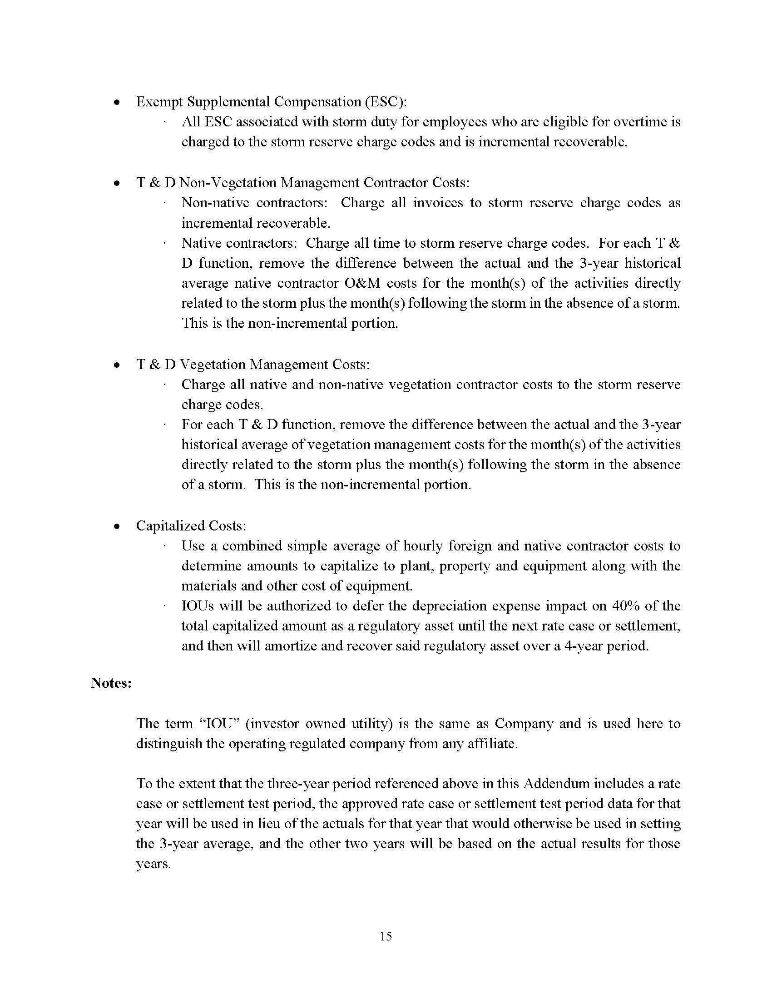 • Exempt Supplemental Compensation (ESC):
· All ESC associated with storm duty for employees who are eligible for overtime is
charged to the storm reserve charge codes and is incremental recoverable.
• T & D Non-Vegetation Management Contractor Costs:
· Non-native contractors: Charge all invoices to storm reserve charge codes as
incremental recoverable.
· Native contractors: Charge all time to storm reserve charge codes. For each T &
D function, remove the difference between the actual and the 3-year historical
average native contractor O&M costs for the month(s) of the activities directly
related to the storm plus the month(s) following the storm in the absence of a storm.
This is the non-incremental portion.
• T & D Vegetation Management Costs:
· Charge all native and non-native vegetation contractor costs to the storm reserve
charge codes.
· For each T & D function, remove the difference between the actual and the 3-year
historical average of vegetation management costs for the month(s) of the activities
directly related to the storm plus the month(s) following the storm in the absence
of a storm. This is the non-incremental portion.
• Capitalized Costs:
· Use a combined simple average of hourly foreign and native contractor costs to
determine amounts to capitalize to plant, property and equipment along with the
materials and other cost of equipment.
· IOUs will be authorized to defer the depreciation expense impact on 40% of the
total capitalized amount as a regulatory asset until the next rate case or settlement,
and then will amortize and recover said regulatory asset over a 4-year period.
Notes:
The term “IOU” (investor owned utility) is the same as Company and is used here to
distinguish the operating regulated company from any affiliate.
To the extent that the three-year period referenced above in this Addendum includes a rate
case or settlement test period, the approved rate case or settlement test period data for that
year will be used in lieu of the actuals for that year that would otherwise be used in setting
the 3-year average, and the other two years will be based on the actual results for those
years.
15